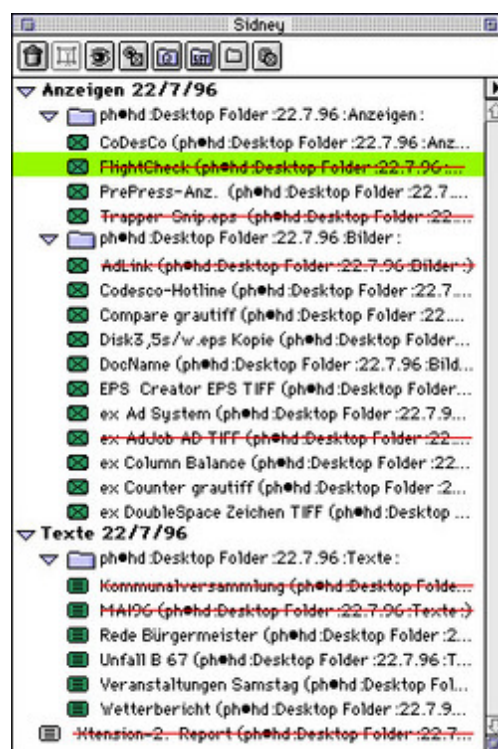 Sidney
Anzeigen 22/7/96
ph●hd:Desktop Folder:22.7.96:Anzeigen:
CoDesCo (ph●hd:Desktop Folder:22.7.96:Anz...
FlightCheck (ph●hd:Desktop Folder:22.7.96:...
PrePress-Anz. (ph●hd:Desktop Folder:22.7....
Trapper Snip.eps (ph●hd:Desktop Folder:22....
ph●hd:Desktop Folder:22.7.96:Bilder:
AdLink (ph●hd:Desktop Folder:22.7.96:Bilder:)
Codesco-Hotline (ph●hd:Desktop Folder:22.7....
Compare grautiff (ph●hd:Desktop Folder:22....
Disk3,5s/w.eps Kopie (ph●hd:Desktop Folder...
DocName (ph●hd:Desktop Folder:22.7.96:Bild...
EPS Creator EPS TIFF (ph●hd:Desktop Folder...
ex Ad System (ph●hd:Desktop Folder:22.7.9...
ex AdJob AD TIFF (ph●hd:Desktop Folder:22....
ex Column Balance (ph●hd:Desktop Folder:22...
ex Counter grautiff (ph●hd:Desktop Folder:2...
ex DoubleSpace Zeichen TIFF (ph●hd:Desktop ...
Texte 22/7/96
ph●hd:Desktop Folder:22.7.96:Texte:
Kommunalversammlung (ph●hd:Desktop Folde...
MAI96 (ph●hd:Desktop Folder:22.7.96:Texte:)
Rede Bürgermeister (ph●hd:Desktop Folder:2...
Unfall B 67 (ph●hd:Desktop Folder:22.7.96:T...
Veranstaltungen Samstag (ph●hd:Desktop Fol...
Wetterbericht (ph●hd:Desktop Folder:22.7.9...
Xtension-2. Report (ph●hd:Desktop Folder:22.7...